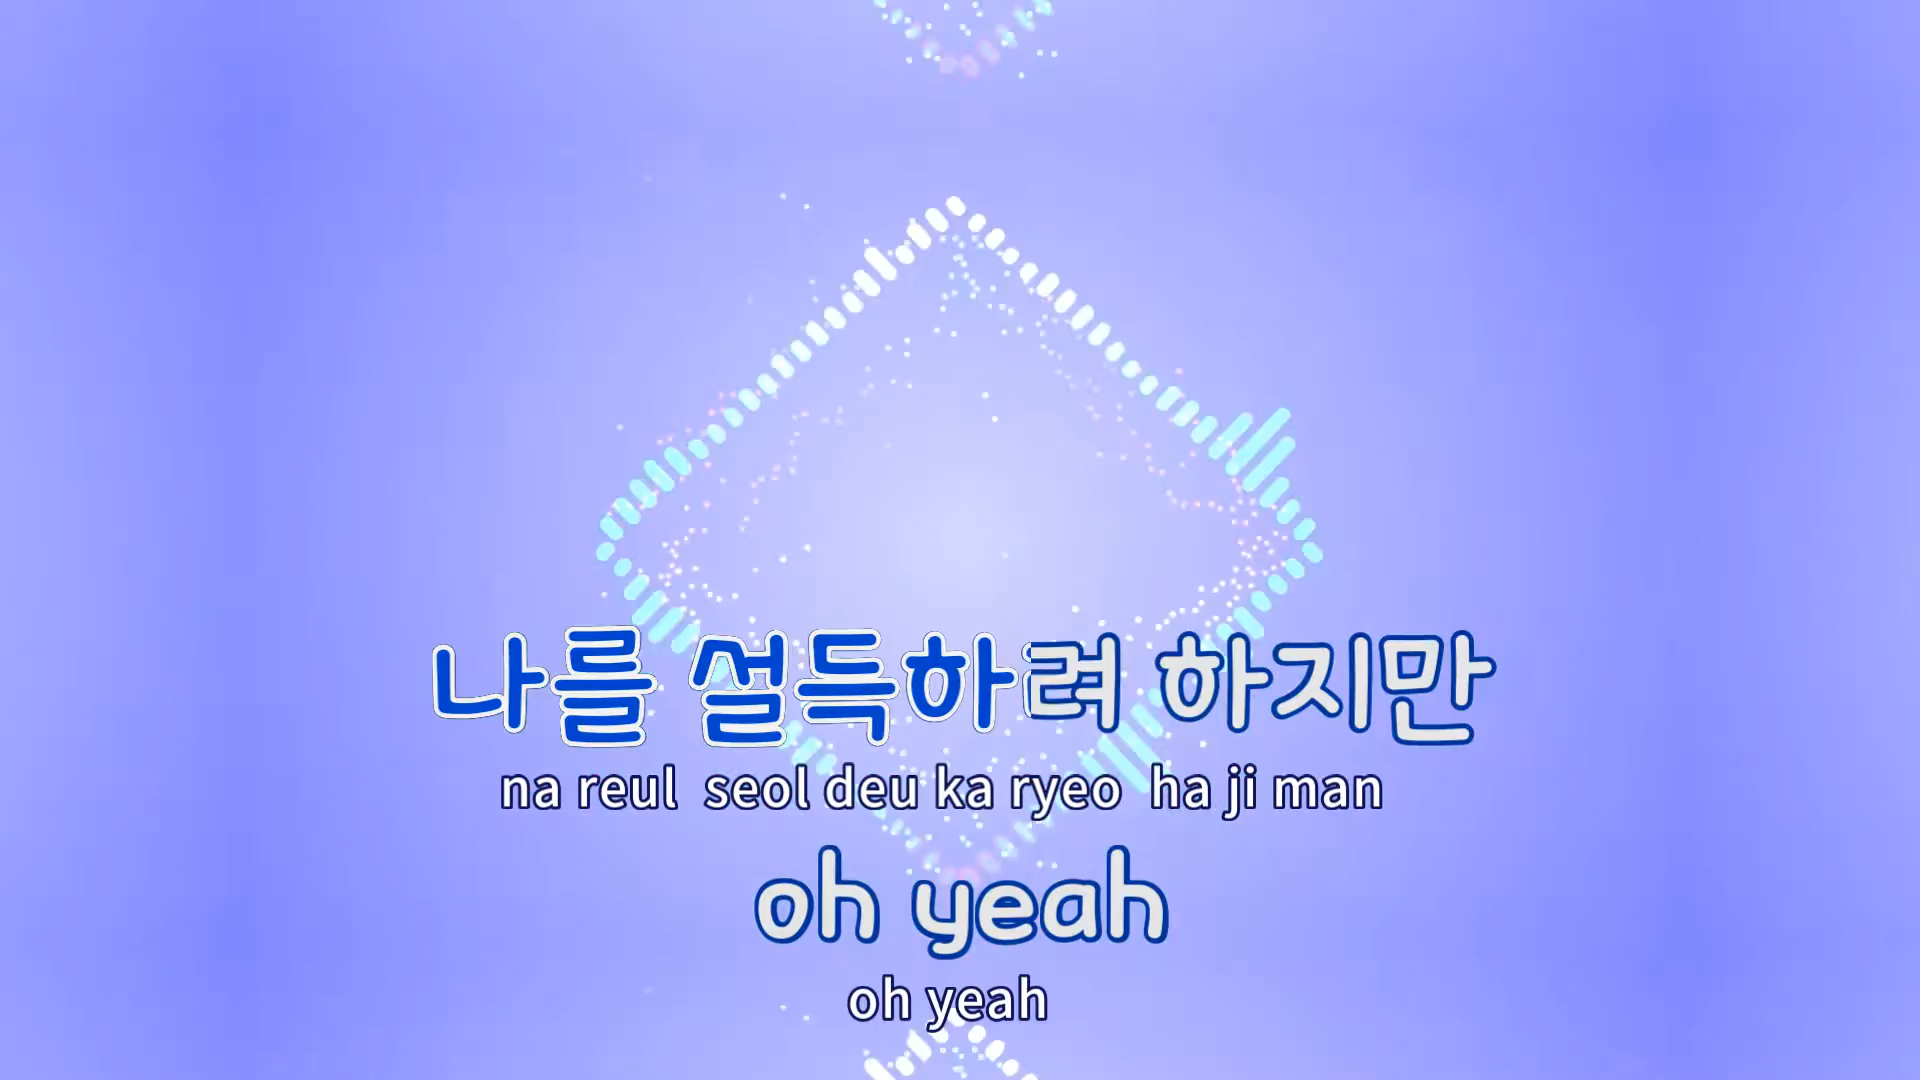 나를 설득하려 하지만
na reul seol deu ka ryeo ha ji man
oh yeah
oh yeah